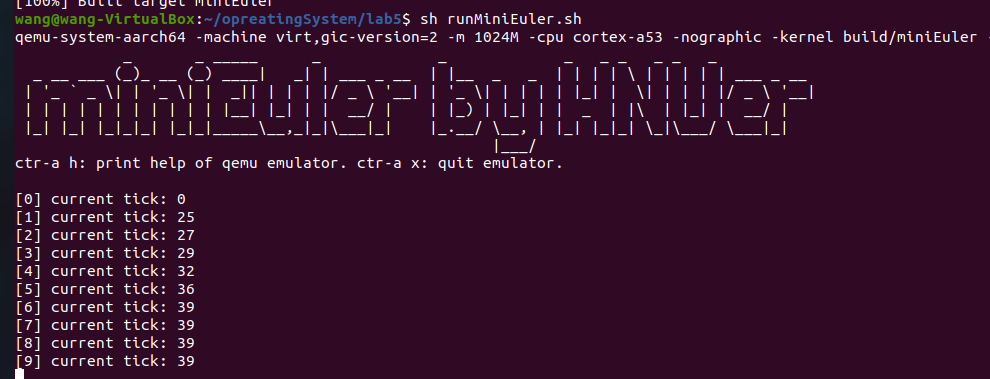 [100%] Built target miniEuler
wang@wang-VirtualBox:~/opreatingSystem/lab5$ sh runMiniEuler.sh
qemu-system-aarch64 -machine virt,gic-version=2 -m 1024M -cpu cortex-a53 -nographic -kernel build/miniEuler -
miniEuler by HNUer
ctr-a h: print help of qemu emulator. ctr-a x: quit emulator.
[0] current tick: 0
[1] current tick: 25
[2] current tick: 27
[3] current tick: 29
[4] current tick: 32
[5] current tick: 36
[6] current tick: 39
[7] current tick: 39
[8] current tick: 39
[9] current tick: 39